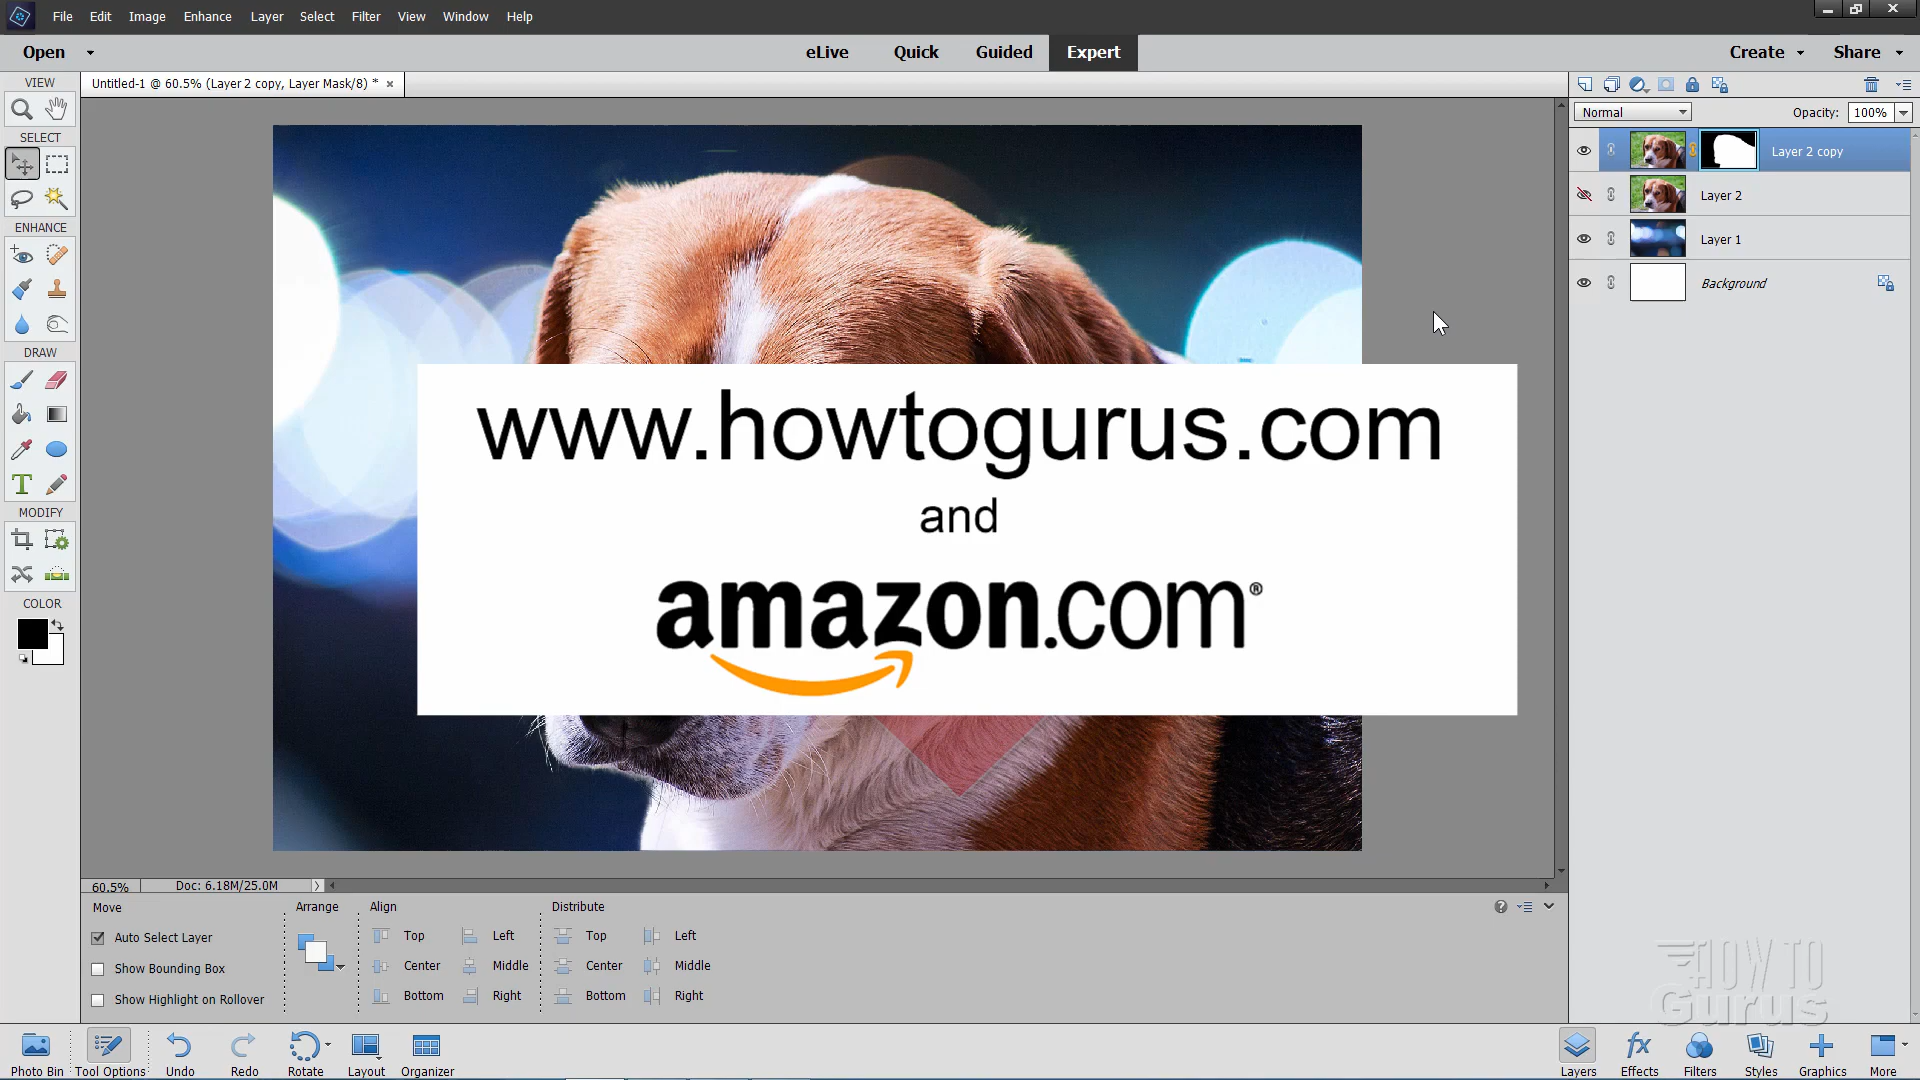 File Edit Image Enhance Layer Select Filter View Window Help
Open eLive Quick Guided Expert Create Share
VIEW
Untitled-1 @ 60.5% (Layer 2 copy, Layer Mask/8) * ×
Normal Opacity: 100%
SELECT
Layer 2 copy
Layer 2
ENHANCE
Layer 1
Background
DRAW
www.howtogurus.com
and
amazon.com®
T
MODIFY
COLOR
60.5% Doc: 6.18M/25.0M
Move Arrange Align Distribute
Auto Select Layer Top Left Top Left
Show Bounding Box Center Middle Center Middle
Show Highlight on Rollover Bottom Right Bottom Right
HOW TO
Gurus
fx
Photo Bin Tool Options Undo Redo Rotate Layout Organizer Layers Effects Filters Styles Graphics More